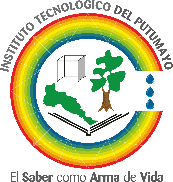 INSTITUTO TECNOLOGICO DEL PUTUMAYO
El Saber como Arma de Vida